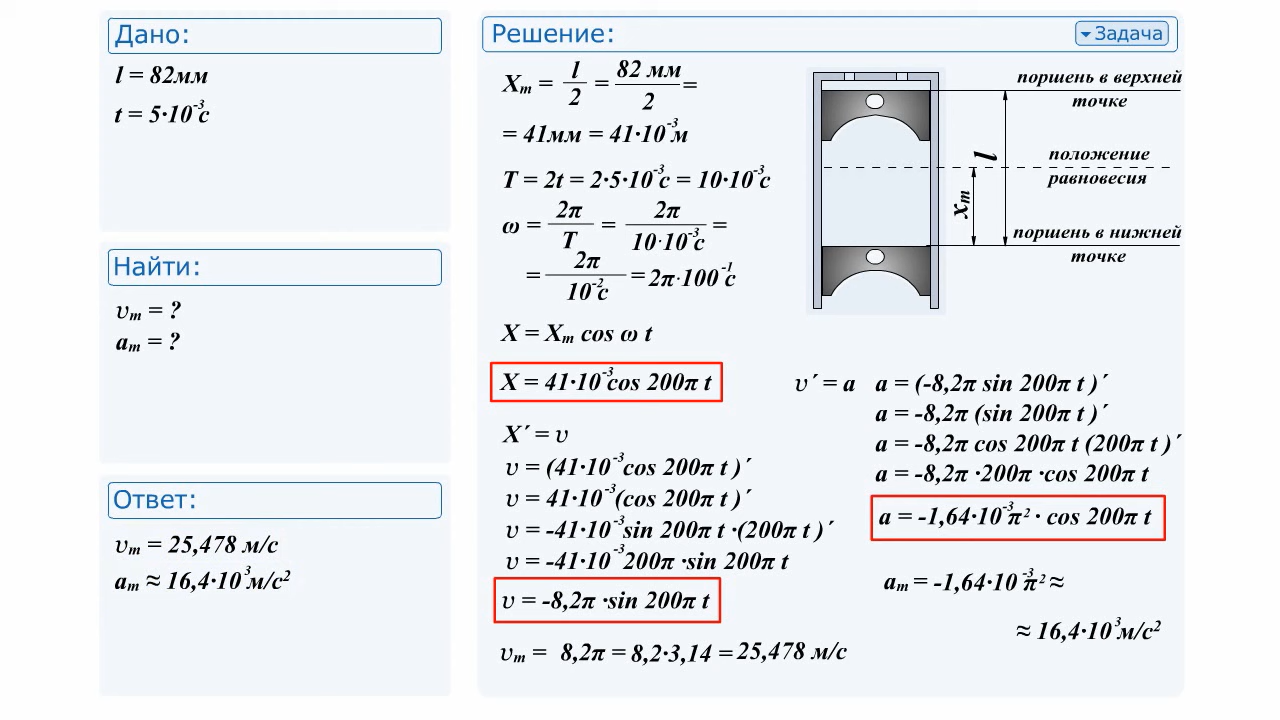 Дано:
l = 82мм
t = 5·10⁻³с
Найти:
υₘ = ?
aₘ = ?
Ответ:
υₘ = 25,478 м/с
aₘ ≈ 16,4·10³м/с²
Решение:
Задача
Xₘ = l/2 = 82 мм/2 =
= 41мм = 41·10⁻³м
T = 2t = 2·5·10⁻³с = 10·10⁻³с
ω = 2π/T = 2π/10·10⁻³с =
= 2π/10⁻²с = 2π·100 с⁻¹
X = Xₘ cos ω t
X = 41·10⁻³cos 200π t
X´ = υ
υ = (41·10⁻³cos 200π t )´
υ = 41·10⁻³(cos 200π t )´
υ = -41·10⁻³sin 200π t ·(200π t )´
υ = -41·10⁻³200π ·sin 200π t
υ = -8,2π ·sin 200π t
υₘ = 8,2π = 8,2·3,14 = 25,478 м/с
поршень в верхней
точке
l
положение
равновесия
xₘ
поршень в нижней
точке
υ´ = a a = (-8,2π sin 200π t )´
a = -8,2π (sin 200π t )´
a = -8,2π cos 200π t (200π t )´
a = -8,2π ·200π ·cos 200π t
a = -1,64·10⁻³π² · cos 200π t
aₘ = -1,64·10⁻³π² ≈
≈ 16,4·10³м/с²